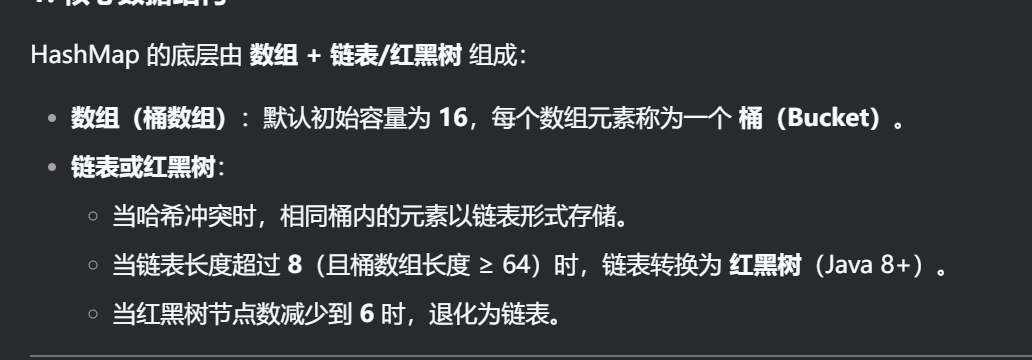 HashMap 的底层由 数组 + 链表/红黑树 组成：
数组（桶数组）：默认初始容量为 16，每个数组元素称为一个 桶（Bucket）。
链表或红黑树：
当哈希冲突时，相同桶内的元素以链表形式存储。
当链表长度超过 8（且桶数组长度 ≥ 64）时，链表转换为 红黑树（Java 8+）。
当红黑树节点数减少到 6 时，退化为链表。